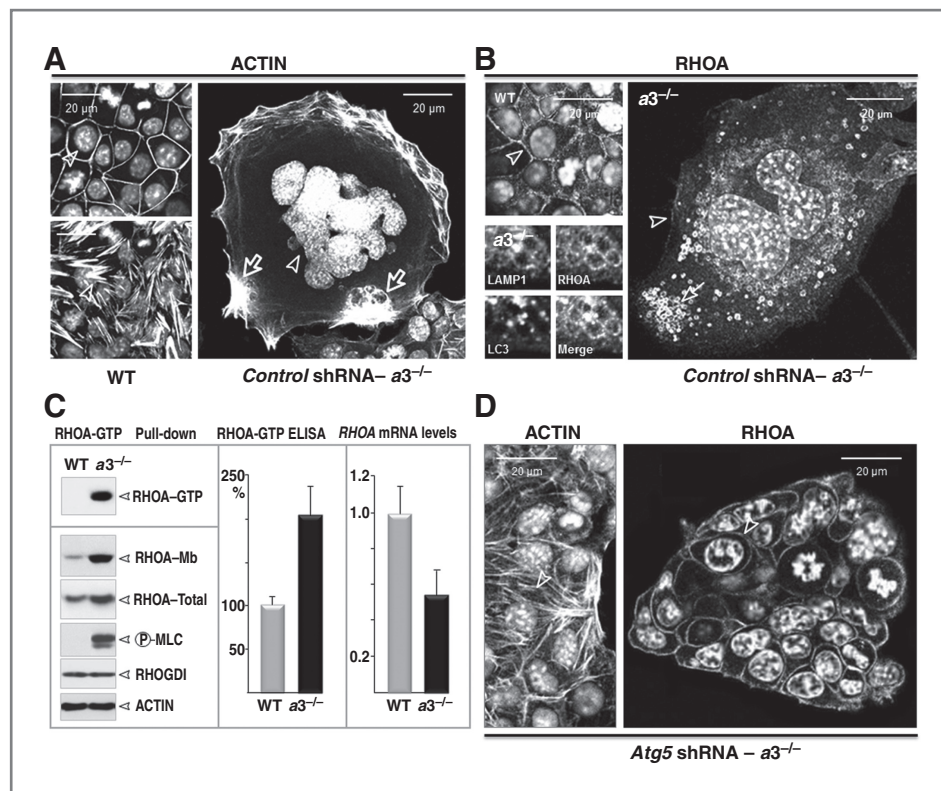 A
ACTIN
20 µm
20 µm
WT
Control shRNA– a3–/–
B
RHOA
WT
20 µm
a3–/–
LAMP1
RHOA
LC3
Merge
a3–/–
20 µm
Control shRNA– a3–/–
C
RHOA-GTP Pull-down
WT a3–/–
RHOA–GTP
RHOA–Mb
RHOA–Total
P-MLC
RHOGDI
ACTIN
RHOA-GTP ELISA
250
%
100
50
WT a3–/–
RHOA mRNA levels
1.2
1.0
0.2
WT a3–/–
D
ACTIN
20 µm
RHOA
20 µm
Atg5 shRNA – a3–/–